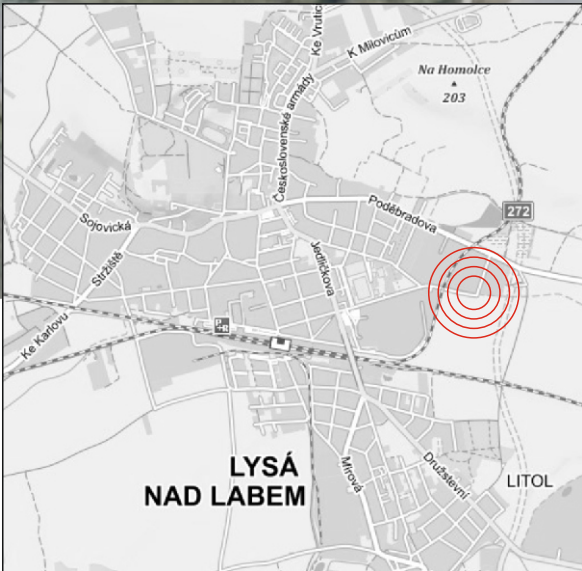 Ke Vrutici
K Milovicům
Na Homolce
203
Československé armády
Poděbradova
272
Sojovická
Stržiště
Jedličkova
Ke Karlovu
P+R
LYSÁ
NAD LABEM
Mírová
Družstevní
LITOL